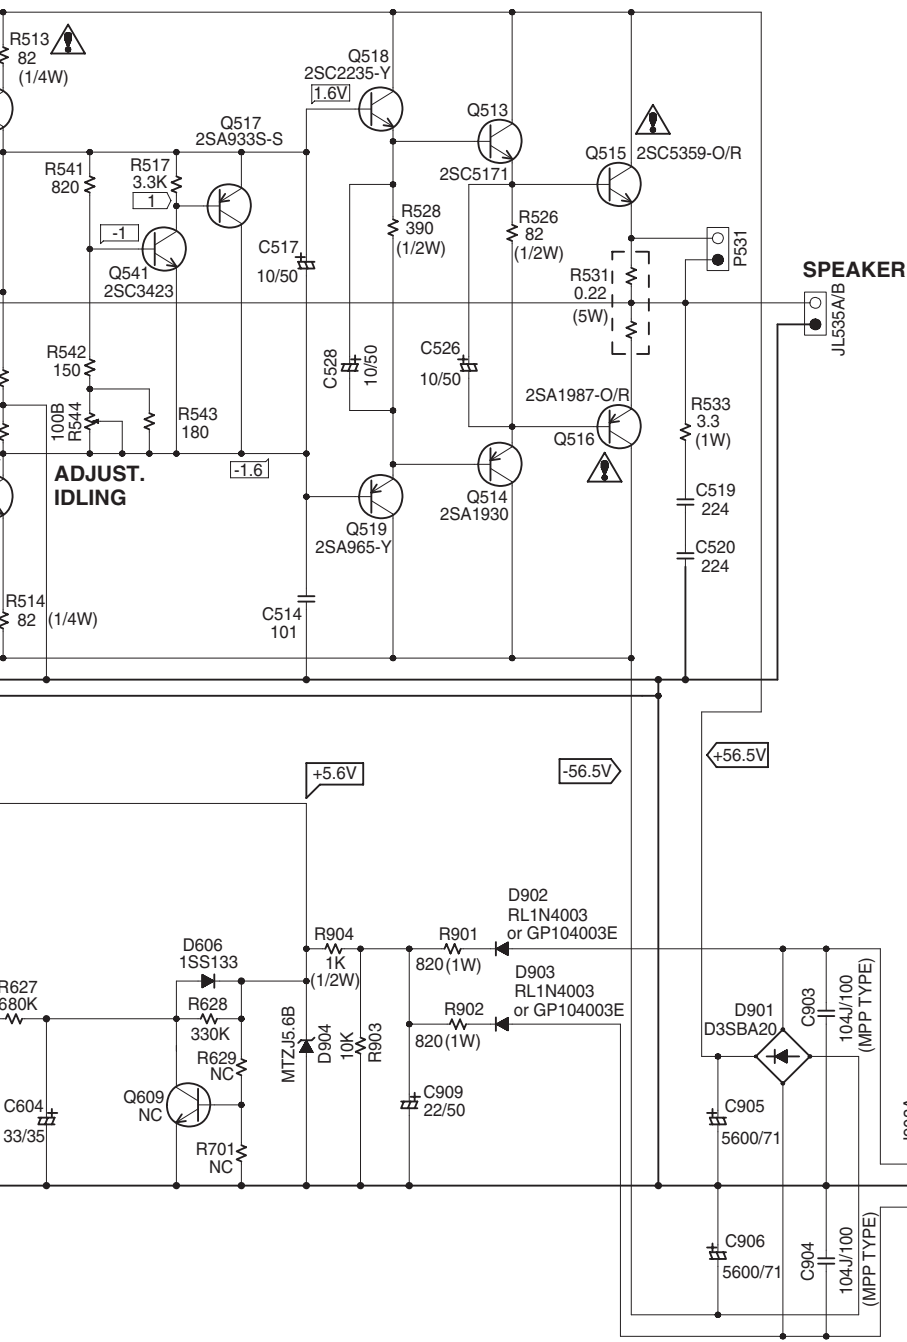 R513
82
(1/4W)
Q518
2SC2235-Y
1.6V
Q517
2SA933S-S
Q513
2SC5171
Q515
2SC5359-O/R
R541
820
R517
3.3K
1
-1
Q541
2SC3423
C517
10/50
R528
390
(1/2W)
R526
82
(1/2W)
P531
R531
0.22
(5W)
SPEAKER
JL535A/B
R542
150
100B
R544
R543
180
C528
10/50
C526
10/50
2SA1987-O/R
Q516
R533
3.3
(1W)
ADJUST.
IDLING
-1.6
Q519
2SA965-Y
Q514
2SA1930
C519
224
C520
224
R514
82
(1/4W)
C514
101
+5.6V
-56.5V
+56.5V
D902
RL1N4003
or GP104003E
R904
1K
(1/2W)
R901
820(1W)
D903
RL1N4003
or GP104003E
R902
820(1W)
D606
1SS133
R627
680K
R628
330K
MTZJ5.6B
D904
10K
R903
R629
NC
Q609
NC
C604
33/35
R701
NC
C909
22/50
D901
D3SBA20
C903
104J/100
(MPP TYPE)
C905
5600/71
C906
5600/71
C904
104J/100
(MPP TYPE)